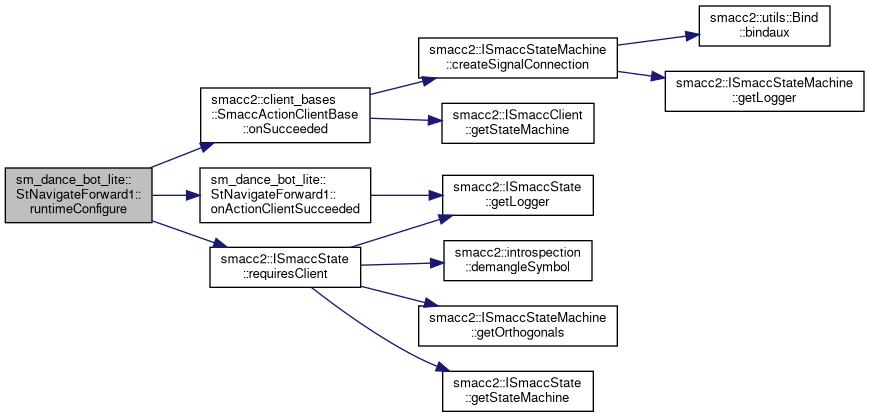 sm_dance_bot_lite::
StNavigateForward1::
runtimeConfigure
smacc2::client_bases
::SmaccActionClientBase
::onSucceeded
sm_dance_bot_lite::
StNavigateForward1::
onActionClientSucceeded
smacc2::ISmaccState
::requiresClient
smacc2::ISmaccStateMachine
::createSignalConnection
smacc2::ISmaccClient
::getStateMachine
smacc2::ISmaccState
::getLogger
smacc2::introspection
::demangleSymbol
smacc2::ISmaccStateMachine
::getOrthogonals
smacc2::ISmaccState
::getStateMachine
smacc2::utils::Bind
::bindaux
smacc2::ISmaccStateMachine
::getLogger